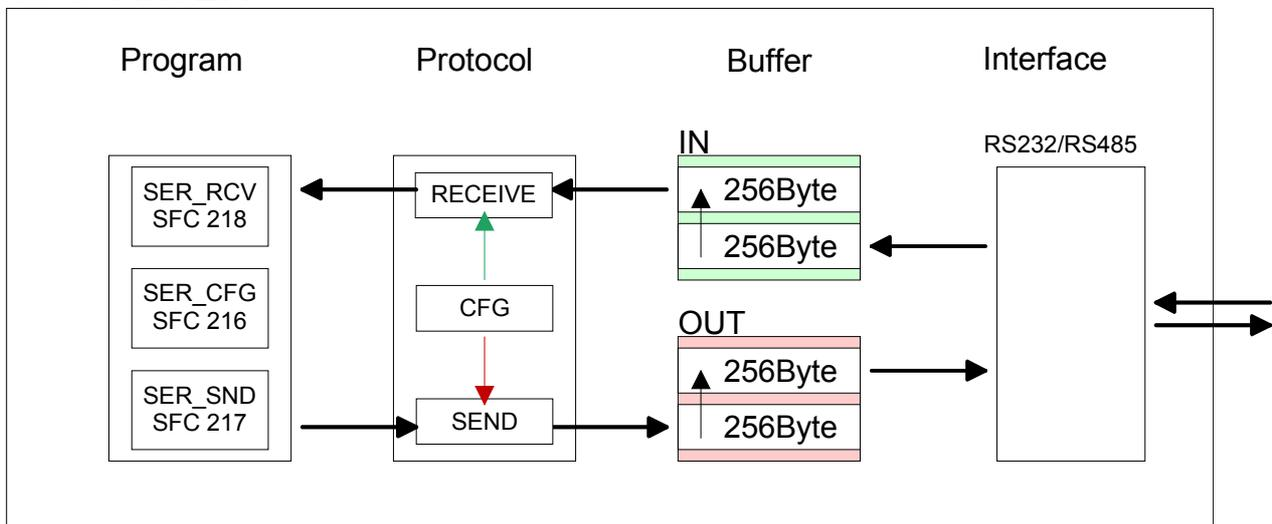 Program
Protocol
Buffer
Interface
SER_RCV
SFC 218
SER_CFG
SFC 216
SER_SND
SFC 217
RECEIVE
CFG
SEND
IN
256Byte
256Byte
OUT
256Byte
256Byte
RS232/RS485